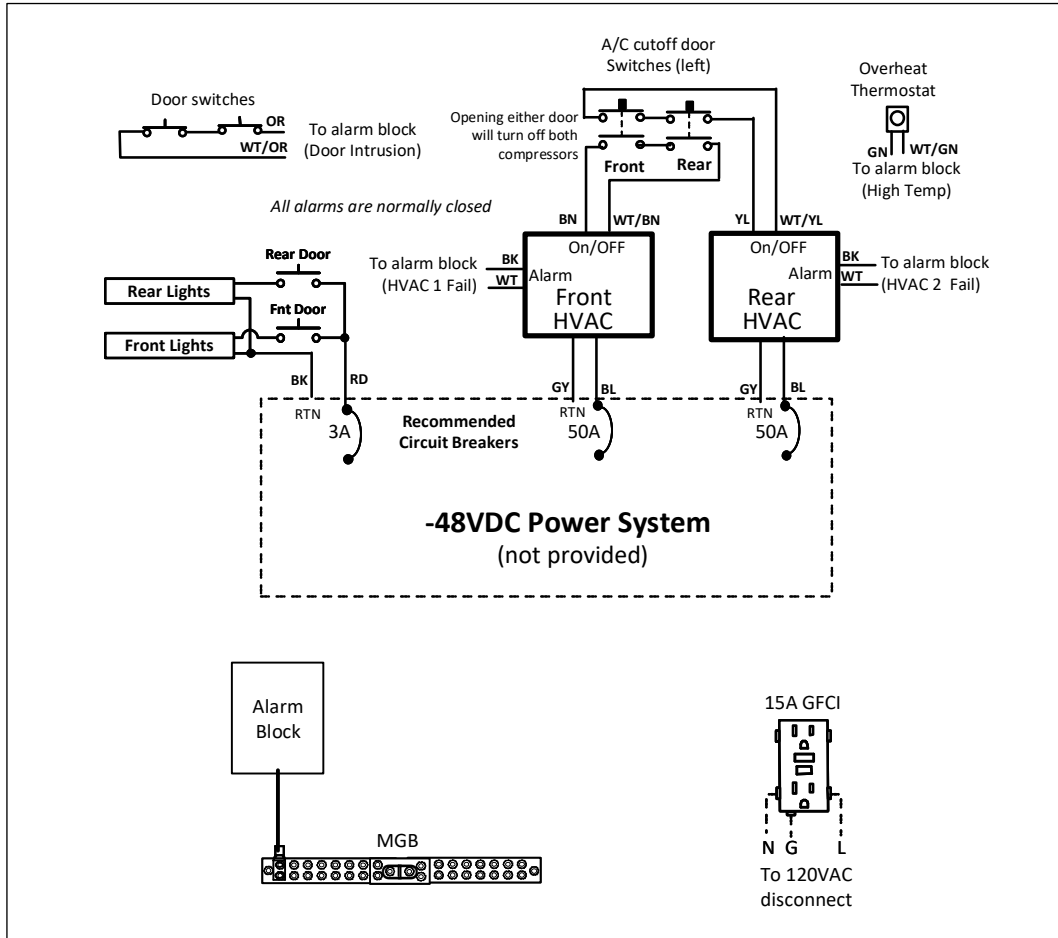 A/C cutoff door
Switches (left)
Overheat
Thermostat
Door switches
OR
WT/OR
To alarm block
(Door Intrusion)
Opening either door
will turn off both
compressors
Front
Rear
GN
WT/GN
To alarm block
(High Temp)
All alarms are normally closed
BN
WT/BN
YL
WT/YL
To alarm block
(HVAC 1 Fail)
BK
WT
On/OFF
Alarm
Front
HVAC
On/OFF
Alarm
Rear
HVAC
BK
WT
To alarm block
(HVAC 2 Fail)
Rear Door
Rear Lights
Fnt Door
Front Lights
BK
RD
GY
BL
GY
BL
RTN
3A
Recommended
Circuit Breakers
RTN
50A
RTN
50A
-48VDC Power System
(not provided)
Alarm
Block
MGB
15A GFCI
N G L
To 120VAC
disconnect